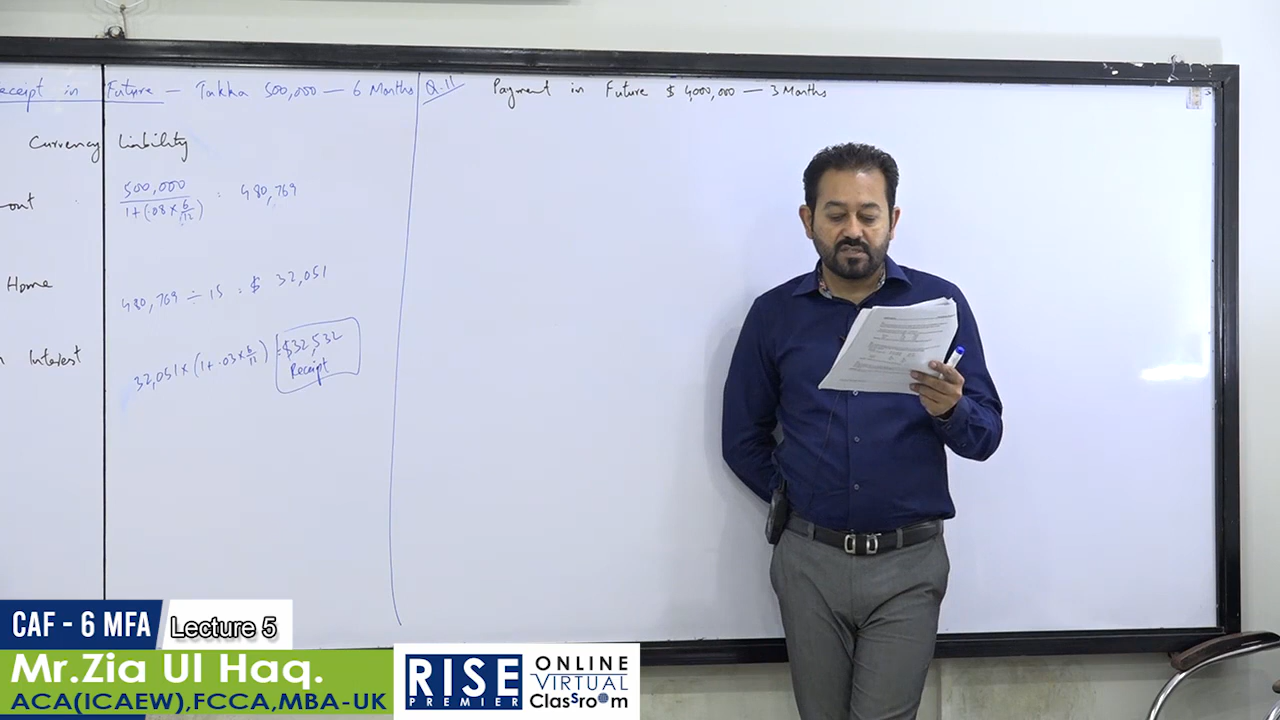 eceipt in Future — Takka 500,000 — 6 Months
Currency Liability
500,000
1+(.08×6/12) : 480,769
Home
480,769 ÷ 15 : $ 32,051
Interest
32,051×(1+.03×6/12) :$32,532
Receipt
Q.11 Payment in Future $ 4,000,000 — 3 Months
CAF - 6 MFA Lecture 5
Mr.Zia Ul Haq.
ACA(ICAEW),FCCA,MBA-UK
RISE
PREMIER
ONLINE
VIRTUAL
Classroom